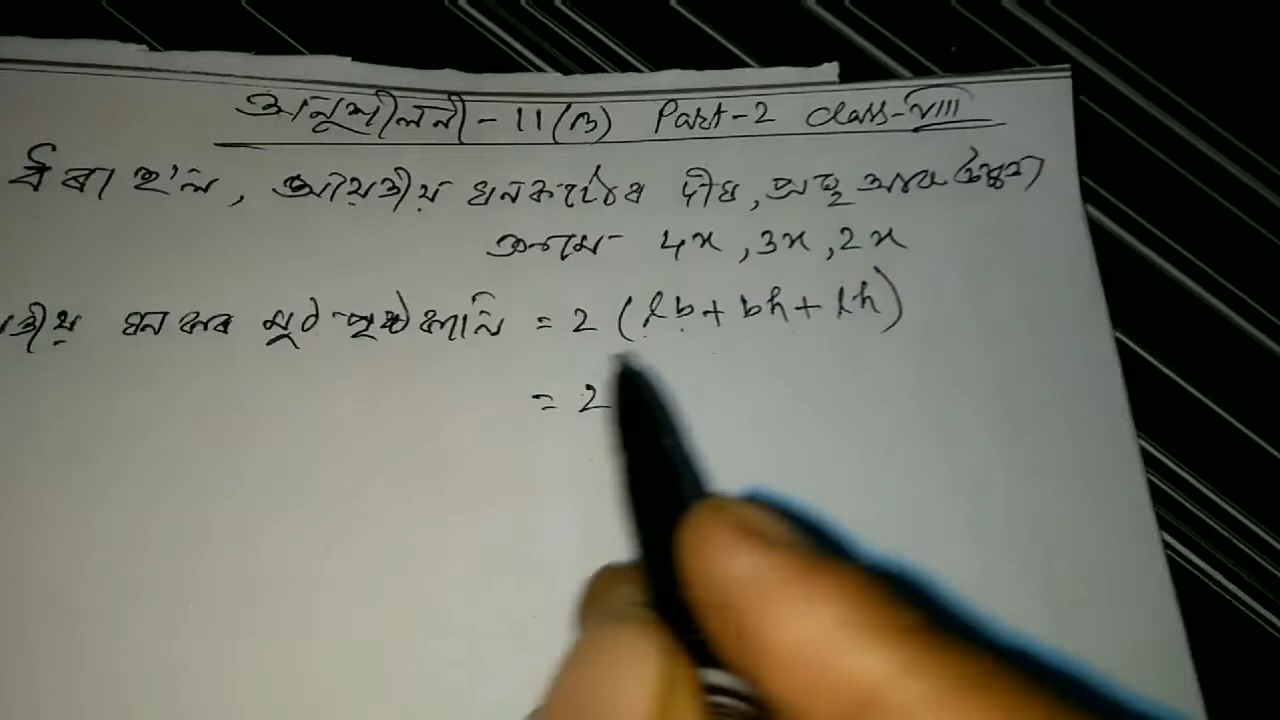 অনুশীলনী - 11 (B) Part-2 Class-VIII
ধৰা হ'ল, আয়তীয় ঘনকটোৰ দীঘ, প্ৰস্থ আৰু উচ্চতা
ক্ৰমে 4x, 3x, 2x
তীয় ঘনকৰ মুঠ পৃষ্ঠকালি = 2 (lb + bh + lh)
= 2